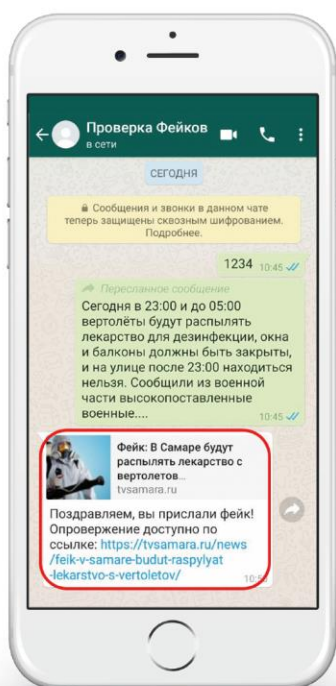 Проверка Фейков
в сети
СЕГОДНЯ
Сообщения и звонки в данном чате
теперь защищены сквозным шифрованием.
Подробнее.
1234 10:45
Пересланное сообщение
Сегодня в 23:00 и до 05:00
вертолёты будут распылять
лекарство для дезинфекции, окна
и балконы должны быть закрыты,
и на улице после 23:00 находиться
нельзя. Сообщили из военной
части высокопоставленные
военные....
10:45
Фейк: В Самаре будут
распылять лекарство с
вертолетов...
tvsamara.ru
Поздравляем, вы прислали фейк!
Опровержение доступно по
ссылке: https://tvsamara.ru/news
/feik-v-samare-budut-raspylyat
-lekarstvo-s-vertoletov/